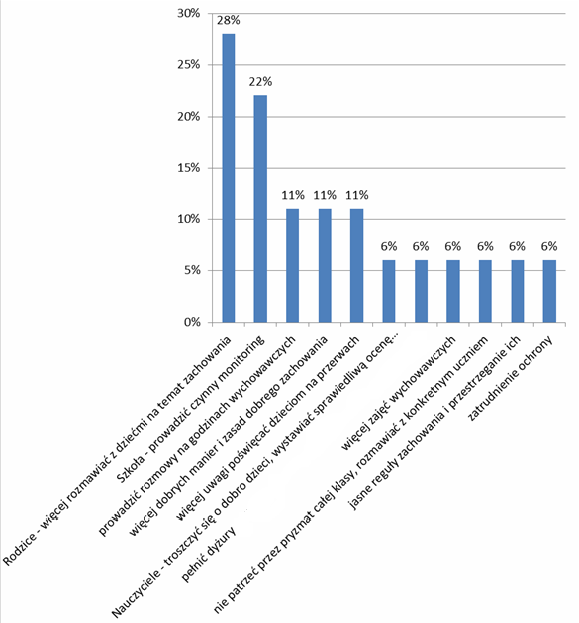 30%
25%
20%
15%
10%
5%
0%
28%
22%
11%
11%
11%
6%
6%
6%
6%
6%
6%
Rodzice - więcej rozmawiać z dziećmi na temat zachowania
Szkoła - prowadzić czynny monitoring
prowadzić rozmowy na godzinach wychowawczych
więcej dobrych manier i zasad dobrego zachowania
więcej uwagi poświęcać dzieciom na przerwach
Nauczyciele - troszczyć się o dobro dzieci, wystawiać sprawiedliwą ocenę...
pełnić dyżury
więcej zajęć wychowawczych
nie patrzeć przez pryzmat całej klasy, rozmawiać z konkretnym uczniem
jasne reguły zachowania i przestrzeganie ich
zatrudnienie ochrony